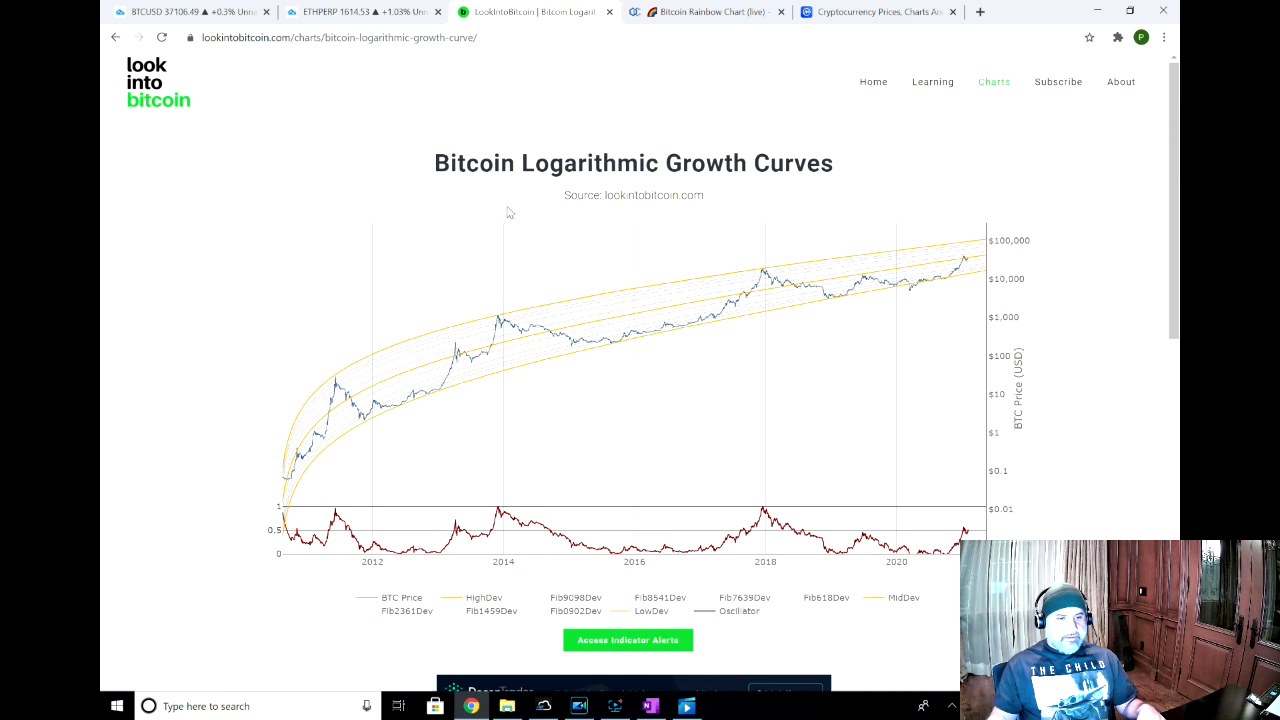 BTCUSD 37106.49 ▲ +0.3% Unna
ETHPERP 1614.53 ▲ +1.03% Unn
LookIntoBitcoin | Bitcoin Logarit
Bitcoin Rainbow Chart (live) -
Cryptocurrency Prices, Charts An
lookintobitcoin.com/charts/bitcoin-logarithmic-growth-curve/
P
look
into
bitcoin
Home Learning Charts Subscribe About
Bitcoin Logarithmic Growth Curves
Source: lookintobitcoin.com
$100,000
$10,000
$1,000
$100
$10
$1
$0.1
$0.01
BTC Price (USD)
1
0.5
0
2012 2014 2016 2018 2020
BTC Price HighDev Fib9098Dev Fib8541Dev Fib7639Dev Fib618Dev MidDev
Fib2361Dev Fib1459Dev Fib0902Dev LowDev Oscillator
Access Indicator Alerts
THE CHILD
Type here to search